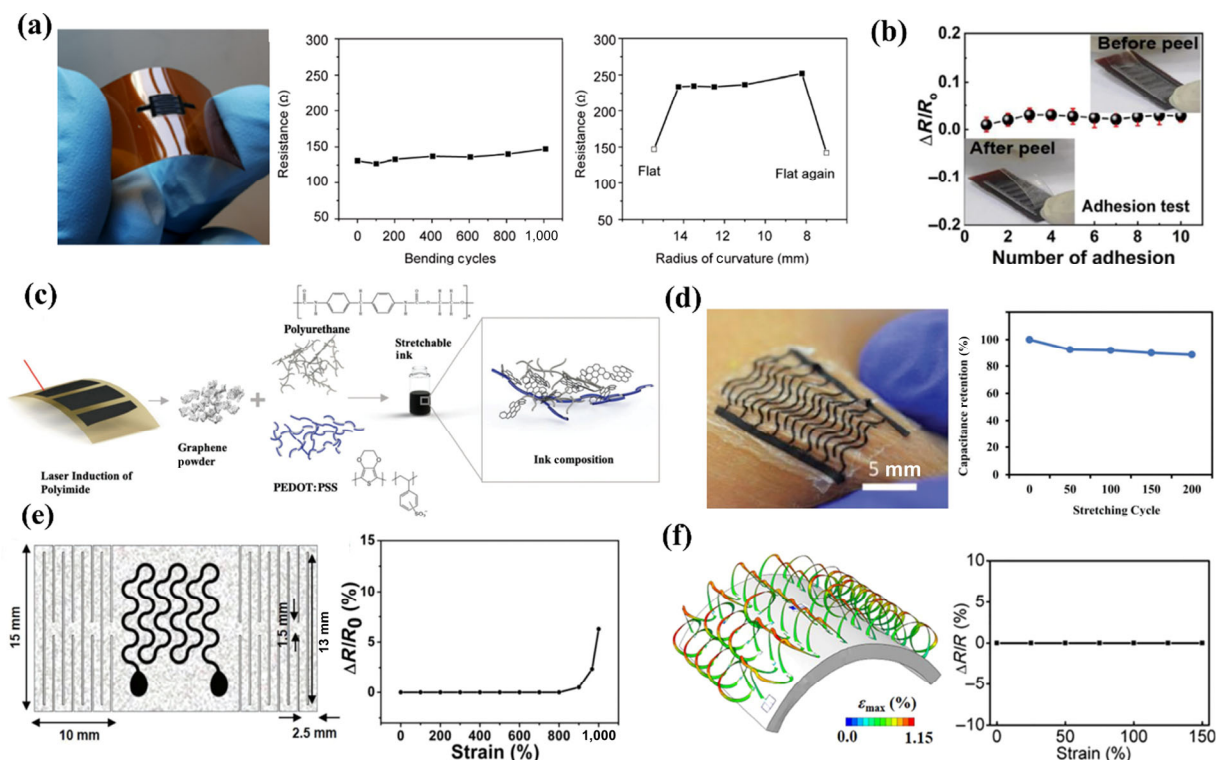 (a)
300
250
200
150
100
50
Resistance (Ω)
0 200 400 600 800 1,000
Bending cycles
300
250
200
150
100
50
Resistance (Ω)
Flat
Flat again
14 12 10 8
Radius of curvature (mm)
(b)
0.2
0.1
0.0
−0.1
−0.2
ΔR/R₀
Before peel
After peel
Adhesion test
0 2 4 6 8 10
Number of adhesion
(c)
Polyurethane
Stretchable
ink
Graphene
powder
Laser Induction of
Polyimide
PEDOT:PSS
Ink composition
(d)
5 mm
100
80
60
40
20
0
Capacitance retention (%)
0 50 100 150 200
Stretching Cycle
(e)
15 mm
1.5 mm
13 mm
10 mm
2.5 mm
15
10
5
0
ΔR/R0 (%)
0 200 400 600 800 1,000
Strain (%)
(f)
εmax (%)
0.0 1.15
10
5
0
−5
−10
ΔR/R (%)
0 50 100 150
Strain (%)